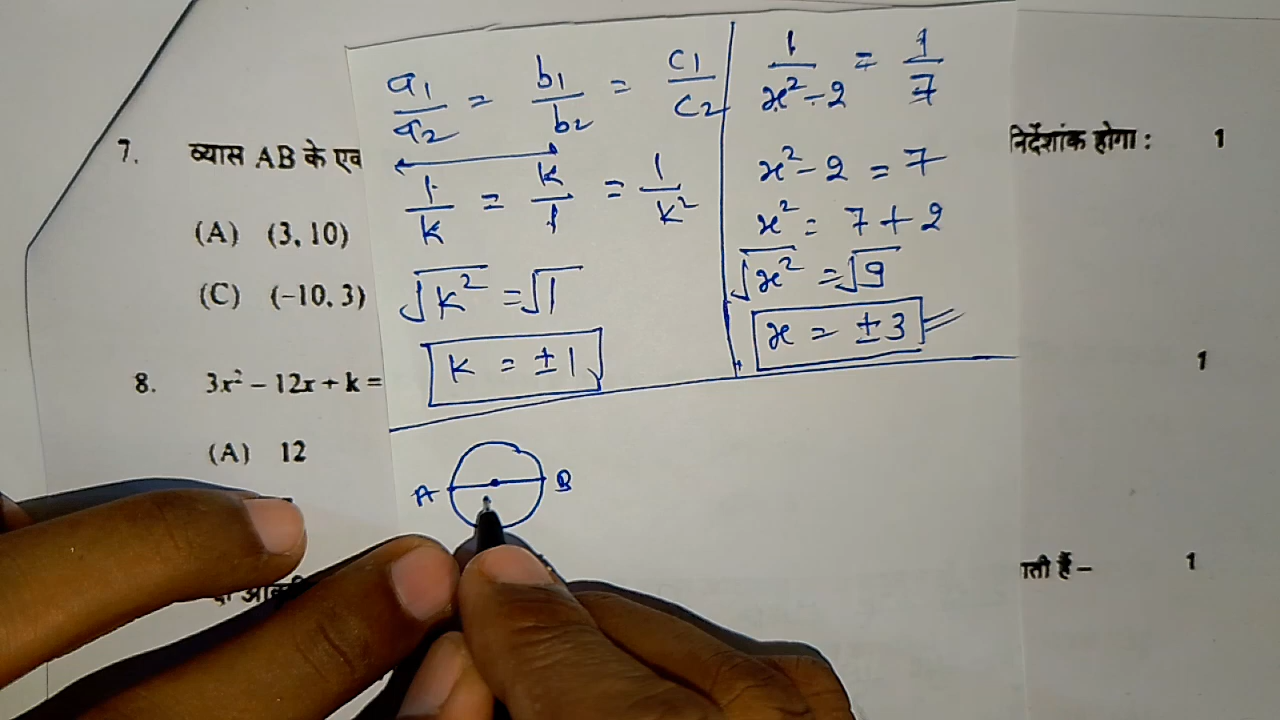 a₁/a₂ = b₁/b₂ = c₁/c₂
1/k = k/1 = 1/k²
√k² = √1
k = ±1
1/x²-2 = 1/7
x²-2 = 7
x² = 7+2
√x² = √9
x = ±3
A B
7. व्यास AB के एव निर्देशांक होगा : 1
(A) (3, 10)
(C) (–10, 3)
8. 3x² – 12x + k = 1
(A) 12
ाती हैं – 1